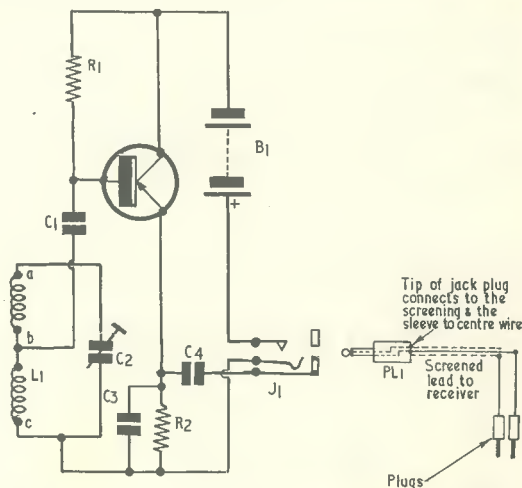 R1
B1
+
C1
a
b
L1
C2
c
C3
C4
R2
J1
Tip of jack plug
connects to the
screening & the
sleeve to centre wire
PL1
Screened
lead to
receiver
Plugs